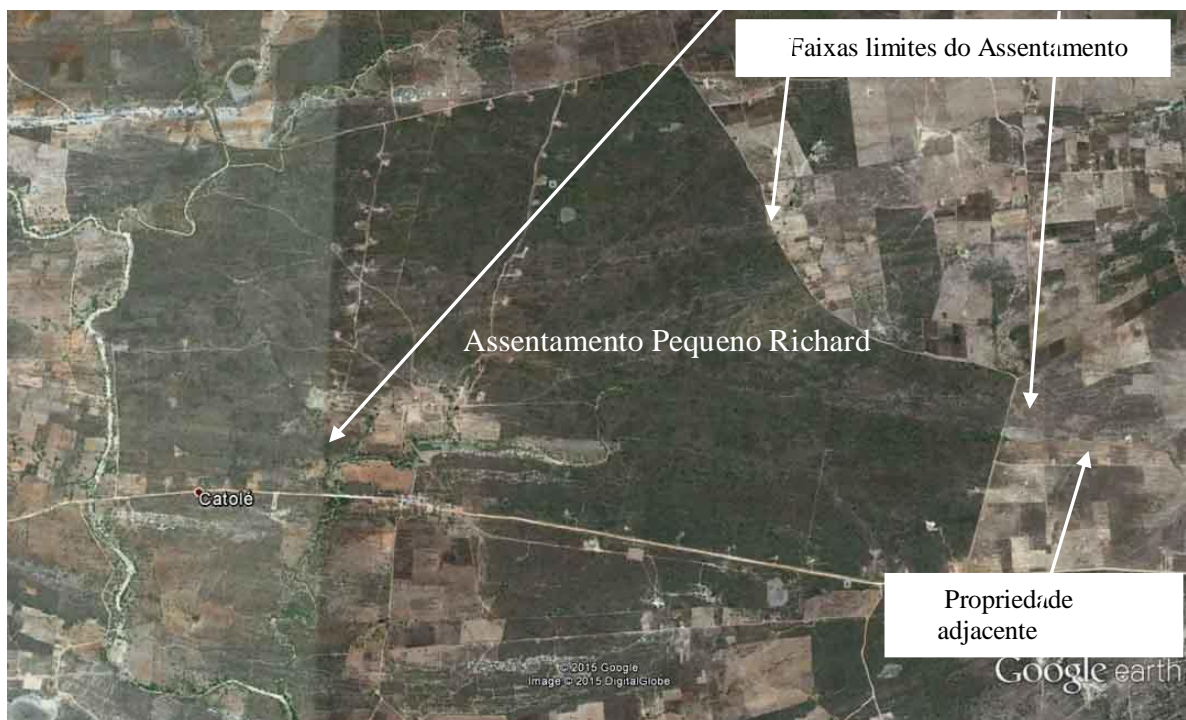 Faixas limites do Assentamento
Assentamento Pequeno Richard
Catolé
Propriedade
adjacente
© 2015 Google
Image © 2015 DigitalGlobe
Google earth